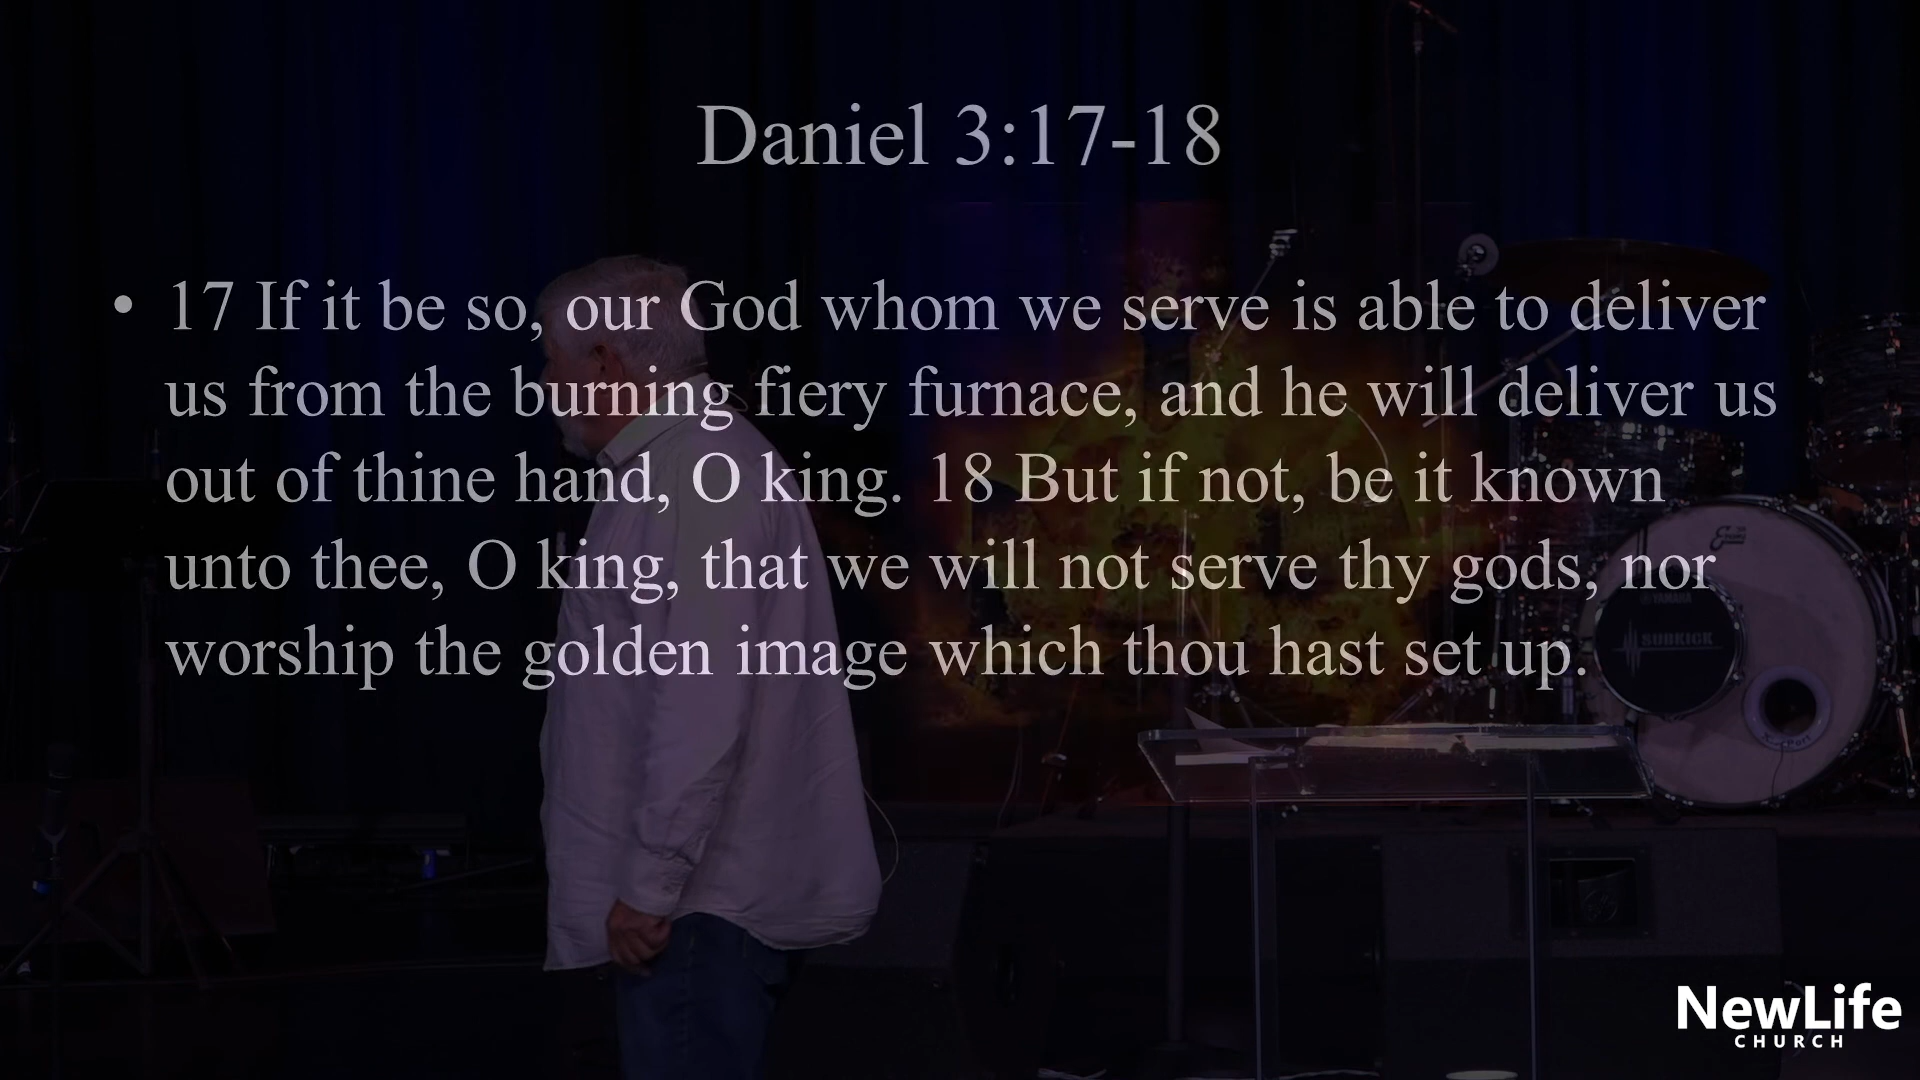 Daniel 3:17-18
• 17 If it be so, our God whom we serve is able to deliver
us from the burning fiery furnace, and he will deliver us
out of thine hand, O king. 18 But if not, be it known
unto thee, O king, that we will not serve thy gods, nor
worship the golden image which thou hast set up.
YAMAHA
SUBKICK
NewLife
CHURCH